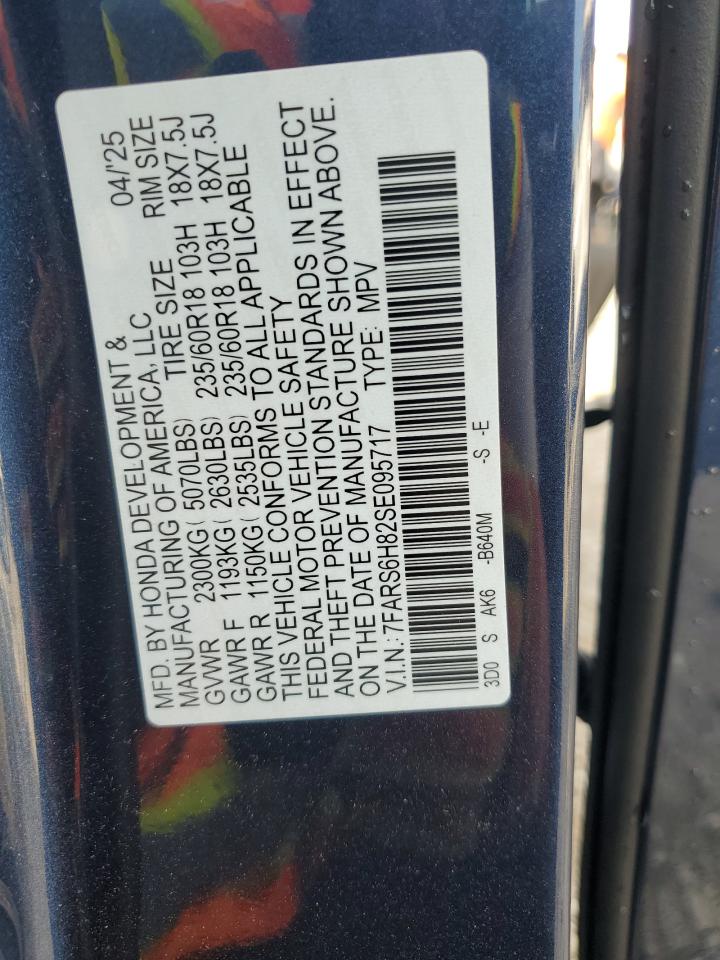 MFD. BY HONDA DEVELOPMENT & 04/'25
MANUFACTURING OF AMERICA, LLC TIRE SIZE RIM SIZE
GVWR 2300KG ( 5070LBS) 235/60R18 103H 18X7.5J
GAWR F 1193KG ( 2630LBS) 235/60R18 103H 18X7.5J
GAWR R 1150KG ( 2535LBS)
THIS VEHICLE CONFORMS TO ALL APPLICABLE
FEDERAL MOTOR VEHICLE SAFETY
AND THEFT PREVENTION STANDARDS IN EFFECT
ON THE DATE OF MANUFACTURE SHOWN ABOVE.
V.I.N.: 7FARS6H82SE095717 TYPE: MPV
3D0 S AK6 -B640M -S -E